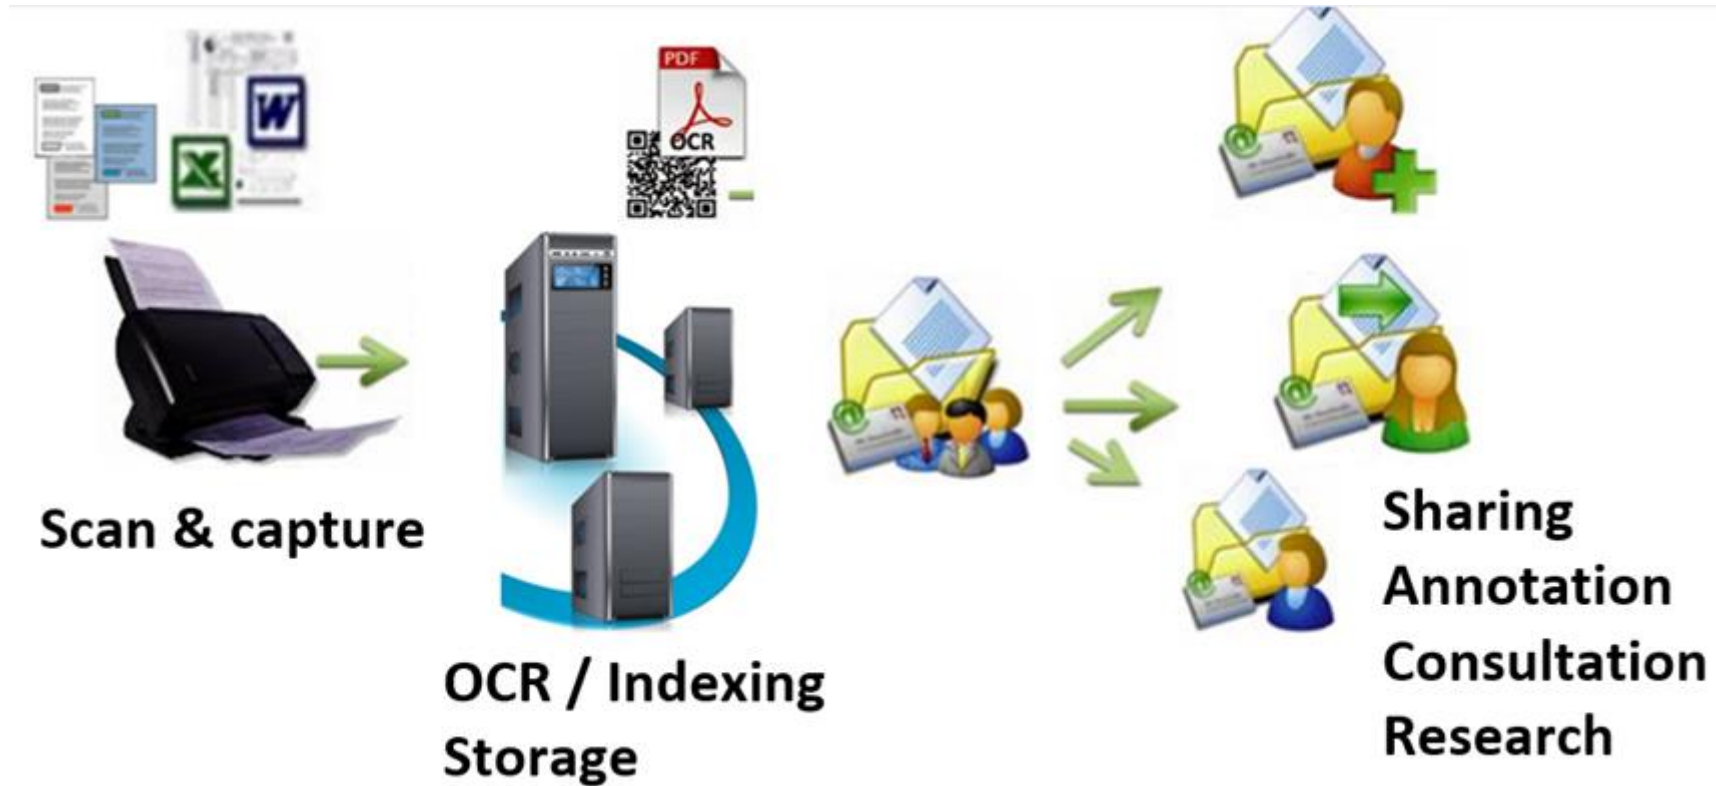 W
X
PDF
OCR
@
@
@
@
Scan & capture
OCR / Indexing
Storage
Sharing
Annotation
Consultation
Research